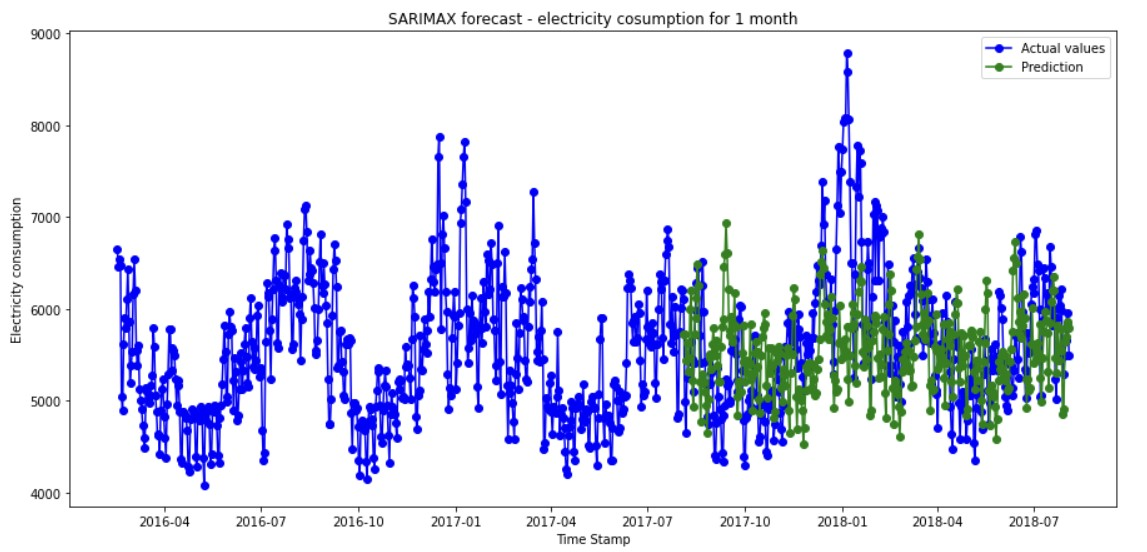 SARIMAX forecast - electricity cosumption for 1 month
9000
8000
7000
6000
5000
4000
Electricity consumption
Actual values
Prediction
2016-04 2016-07 2016-10 2017-01 2017-04 2017-07 2017-10 2018-01 2018-04 2018-07
Time Stamp